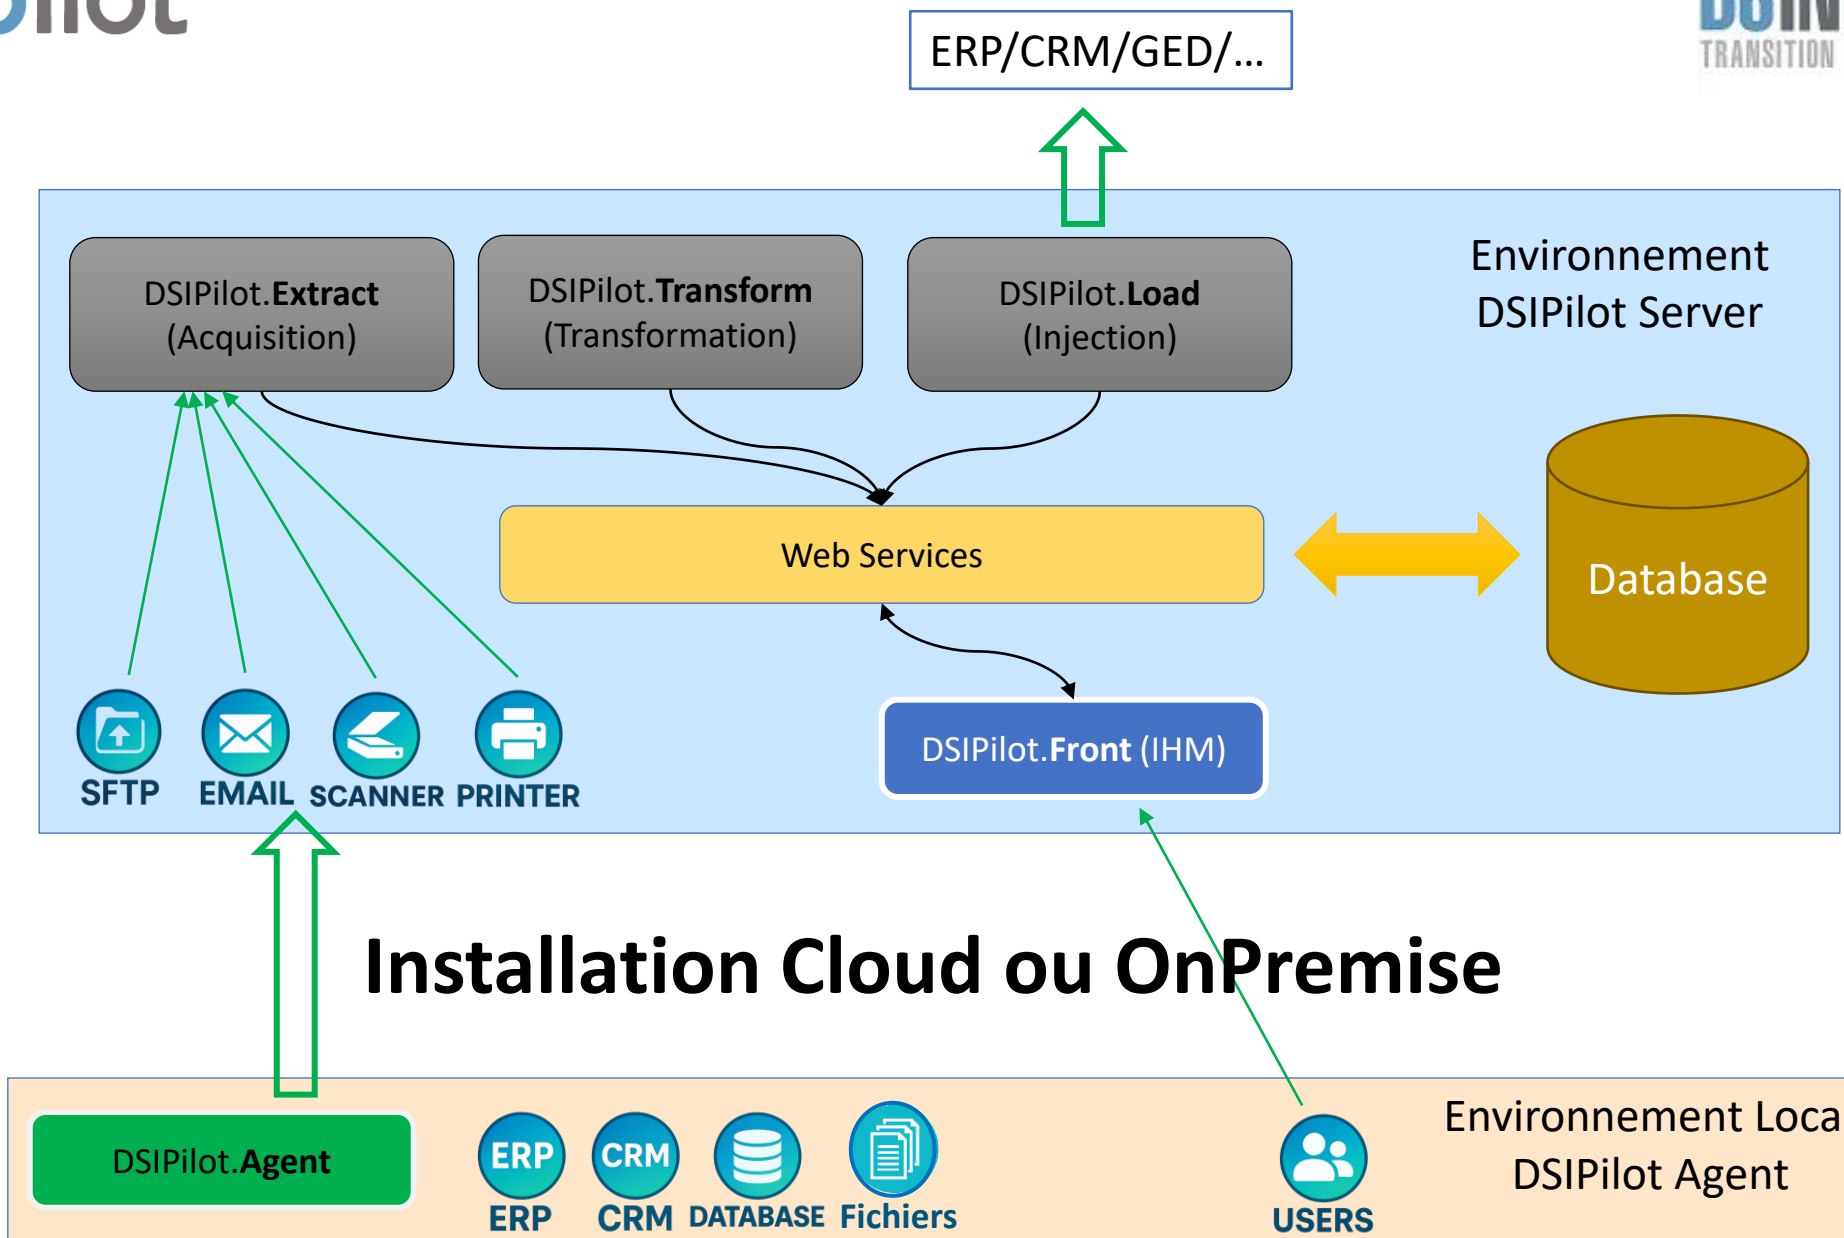 TRANSITION
ERP/CRM/GED/...
DSIPilot.Extract
(Acquisition)
DSIPilot.Transform
(Transformation)
DSIPilot.Load
(Injection)
Environnement
DSIPilot Server
Web Services
Database
DSIPilot.Front (IHM)
SFTP
EMAIL
SCANNER
PRINTER
Installation Cloud ou OnPremise
DSIPilot.Agent
ERP
CRM
ERP
CRM
DATABASE
Fichiers
USERS
Environnement Loca
DSIPilot Agent